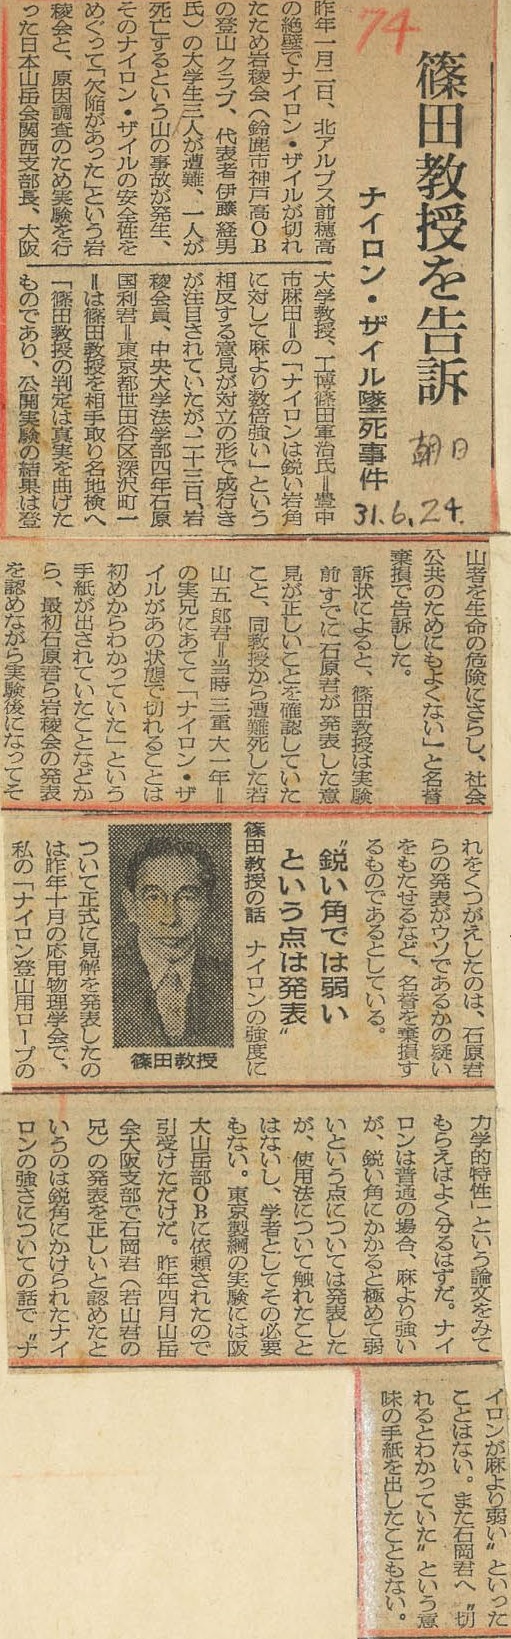 '74
篠田教授を告訴
朝日
31.6.24.
ナイロン・ザイル墜死事件
昨年一月二日、北アルプス前穂高
の絶壁でナイロン・ザイルが切れ
たため岩稜会（鈴鹿市神戸高OB
の登山クラブ、代表者伊藤経男
氏）の大学生三人が遭難、一人が
死亡するという山の事故が発生、
そのナイロン・ザイルの安全性を
めぐって「欠陥があった」という岩
稜会と、原因調査のため実験を行
った日本山岳会関西支部長、大阪
大学教授、工博篠田軍治氏＝豊中
市麻田＝の「ナイロンは鋭い岩角
に対して麻より数倍強い」という
相反する意見が対立の形で成行き
が注目されていたが、二十三日、岩
稜会員、中央大学法学部四年石原
国利君＝東京都世田谷区深沢町一
＝は篠田教授を相手取り名地検へ
「篠田教授の判定は真実を曲げた
ものであり、公開実験の結果は登
山者を生命の危険にさらし、社会
公共のためにもよくない」と名誉
棄損で告訴した。
訴状によると、篠田教授は実験
前すでに石原君が発表した意
見が正しいことを確認していた
こと、同教授から遭難死した若
山五郎君＝当時三重大一年＝
の実兄にあてて「ナイロン・ザ
イルがあの状態で切れることは
初めからわかっていた」という
手紙が出されていたことなどか
ら、最初石原君ら岩稜会の発表
を認めながら実験後になってそ
れをくつがえしたのは、石原君
らの発表がウソであるかの疑い
をもたせるなど、名誉を棄損す
るものであるとしている。
“鋭い角では弱い
という点は発表”
篠田教授の話　ナイロンの強度に
篠田教授
ついて正式に見解を発表したの
は昨年十月の応用物理学会で、
私の「ナイロン登山用ロープの
力学的特性」という論文をみて
もらえばよく分るはずだ。ナイ
ロンは普通の場合、麻より強い
が、鋭い角にかかると極めて弱
いという点については発表した
が、使用法について触れたこと
はないし、学者としてその必要
もない。東京製綱の実験には阪
大山岳部OBに依頼されたので
引受けただけだ。昨年四月山岳
会大阪支部で石岡君（若山君の
兄）の発表を正しいと認めたと
いうのは鋭角にかけられたナイ
ロンの強さについての話で“ナ
イロンが麻より弱い”といった
ことはない。また石岡君へ“切
れるとわかっていた”という意
味の手紙を出したこともない。